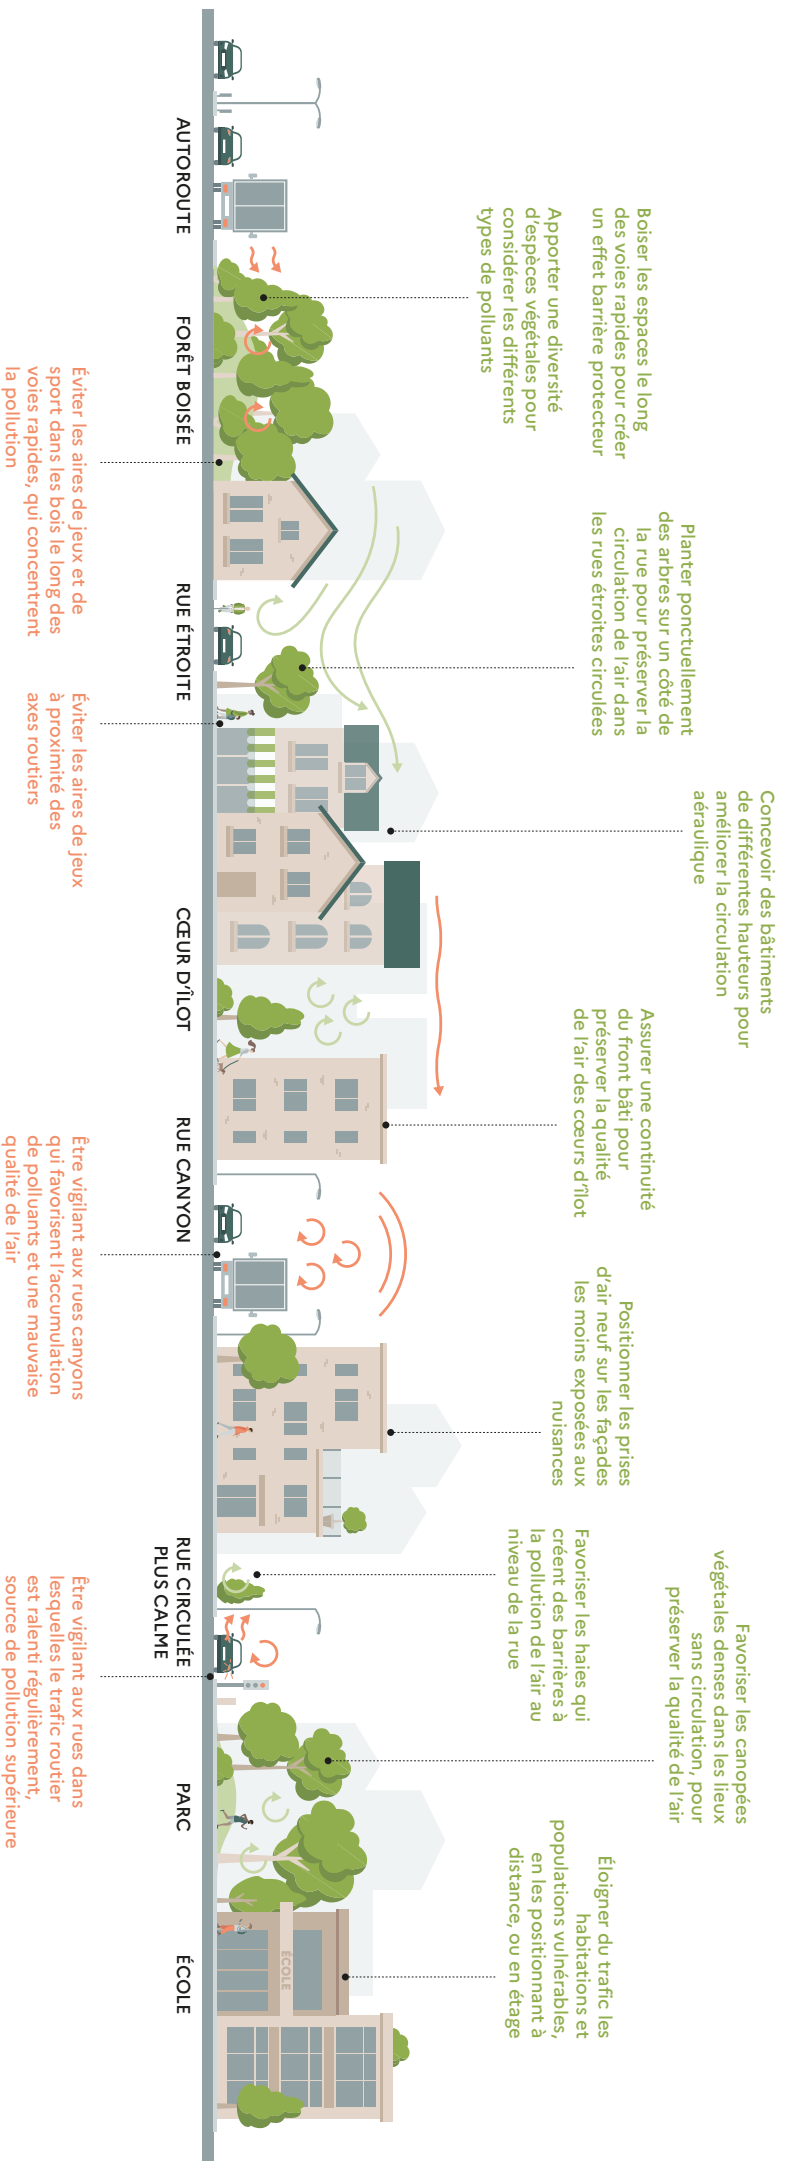 Boiser les espaces le long
des voies rapides pour créer
un effet barrière protecteur
Apporter une diversité
d'espèces végétales pour
considérer les différents
types de polluants
Planter ponctuellement
des arbres sur un côté de
la rue pour préserver la
circulation de l'air dans
les rues étroites circulées
Concevoir des bâtiments
de différentes hauteurs pour
améliorer la circulation
aéraulique
Assurer une continuité
du front bâti pour
préserver la qualité
de l'air des cœurs d'îlot
Positionner les prises
d'air neuf sur les façades
les moins exposées aux
nuisances
Favoriser les haies qui
créent des barrières à
la pollution de l'air au
niveau de la rue
Favoriser les canopées
végétales denses dans les lieux
sans circulation, pour
préserver la qualité de l'air
Éloigner du trafic les
habitations et
populations vulnérables,
en les positionnant à
distance, ou en étage
ÉCOLE
AUTOROUTE
FORÊT BOISÉE
RUE ÉTROITE
CŒUR D'ÎLOT
RUE CANYON
RUE CIRCULÉE
PLUS CALME
PARC
ÉCOLE
Éviter les aires de jeux et de
sport dans les bois le long des
voies rapides, qui concentrent
la pollution
Éviter les aires de jeux
à proximité des
axes routiers
Être vigilant aux rues canyons
qui favorisent l'accumulation
de polluants et une mauvaise
qualité de l'air
Être vigilant aux rues dans
lesquelles le trafic routier
est ralenti régulièrement,
source de pollution supérieure